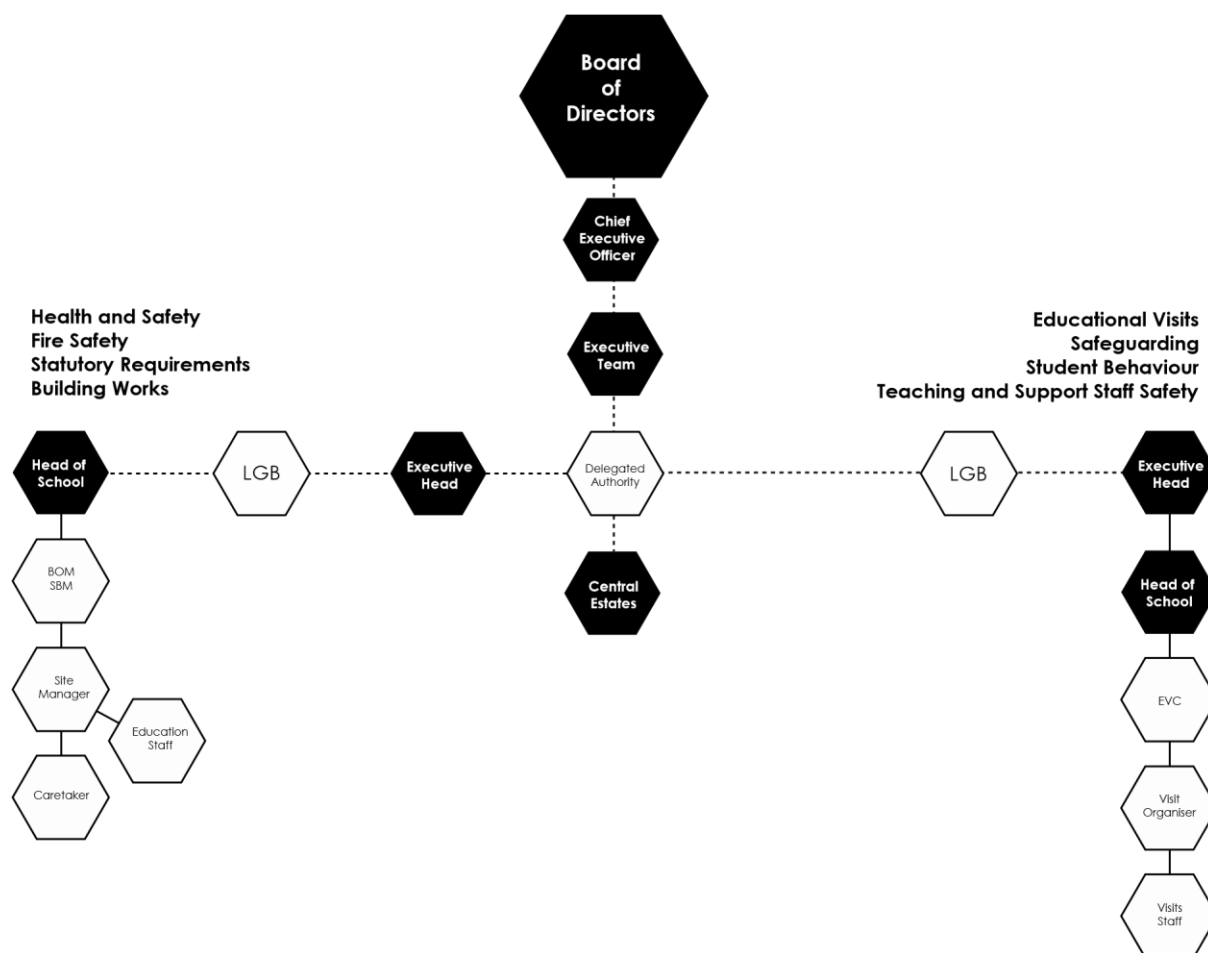 Board
of
Directors
Chief
Executive
Officer
Executive
Team
Health and Safety
Fire Safety
Statutory Requirements
Building Works
Educational Visits
Safeguarding
Student Behaviour
Teaching and Support Staff Safety
Head of
School
LGB
Executive
Head
Delegated
Authority
LGB
Executive
Head
BOM
SBM
Central
Estates
Head of
School
Site
Manager
Education
Staff
EVC
Caretaker
Visit
Organiser
Visits
Staff